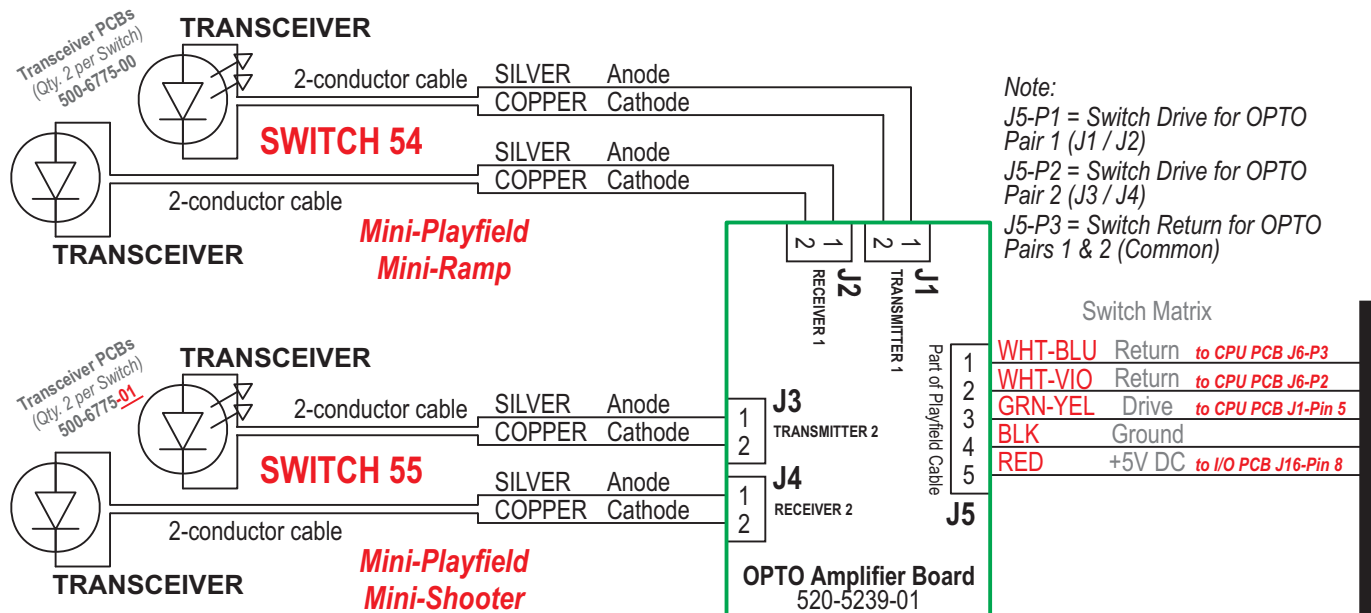 Transceiver PCBs
(Qty. 2 per Switch)
500-6775-00
TRANSCEIVER
2-conductor cable
SILVER Anode
COPPER Cathode
SWITCH 54
SILVER Anode
COPPER Cathode
2-conductor cable
TRANSCEIVER
Mini-Playfield
Mini-Ramp
Note:
J5-P1 = Switch Drive for OPTO
Pair 1 (J1 / J2)
J5-P2 = Switch Drive for OPTO
Pair 2 (J3 / J4)
J5-P3 = Switch Return for OPTO
Pairs 1 & 2 (Common)
2 1
J2
RECEIVER 1
2 1
J1
TRANSMITTER 1
Transceiver PCBs
(Qty. 2 per Switch)
500-6775-01
TRANSCEIVER
2-conductor cable
SILVER Anode
COPPER Cathode
SWITCH 55
SILVER Anode
COPPER Cathode
2-conductor cable
TRANSCEIVER
Mini-Playfield
Mini-Shooter
1
2
J3
TRANSMITTER 2
1
2
J4
RECEIVER 2
Part of Playfield Cable
1
2
3
4
5
J5
OPTO Amplifier Board
520-5239-01
Switch Matrix
WHT-BLU Return to CPU PCB J6-P3
WHT-VIO Return to CPU PCB J6-P2
GRN-YEL Drive to CPU PCB J1-Pin 5
BLK Ground
RED +5V DC to I/O PCB J16-Pin 8